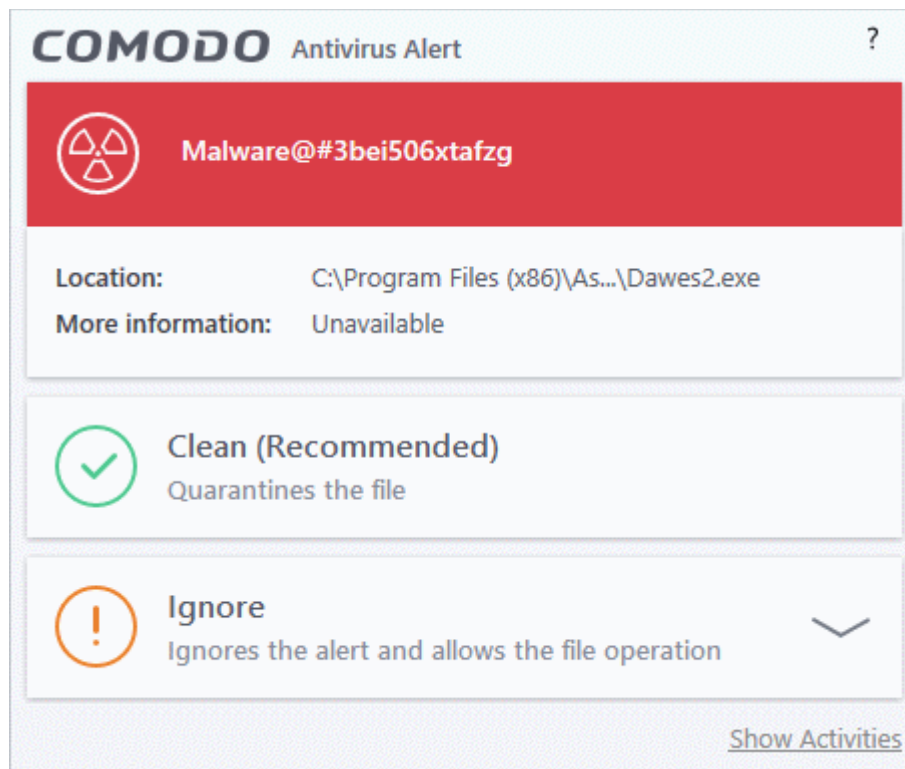 COMODO Antivirus Alert ?
Malware@#3bei506xtafzg
Location: C:\Program Files (x86)\As...\Dawes2.exe
More information: Unavailable
Clean (Recommended)
Quarantines the file
Ignore
Ignores the alert and allows the file operation
Show Activities